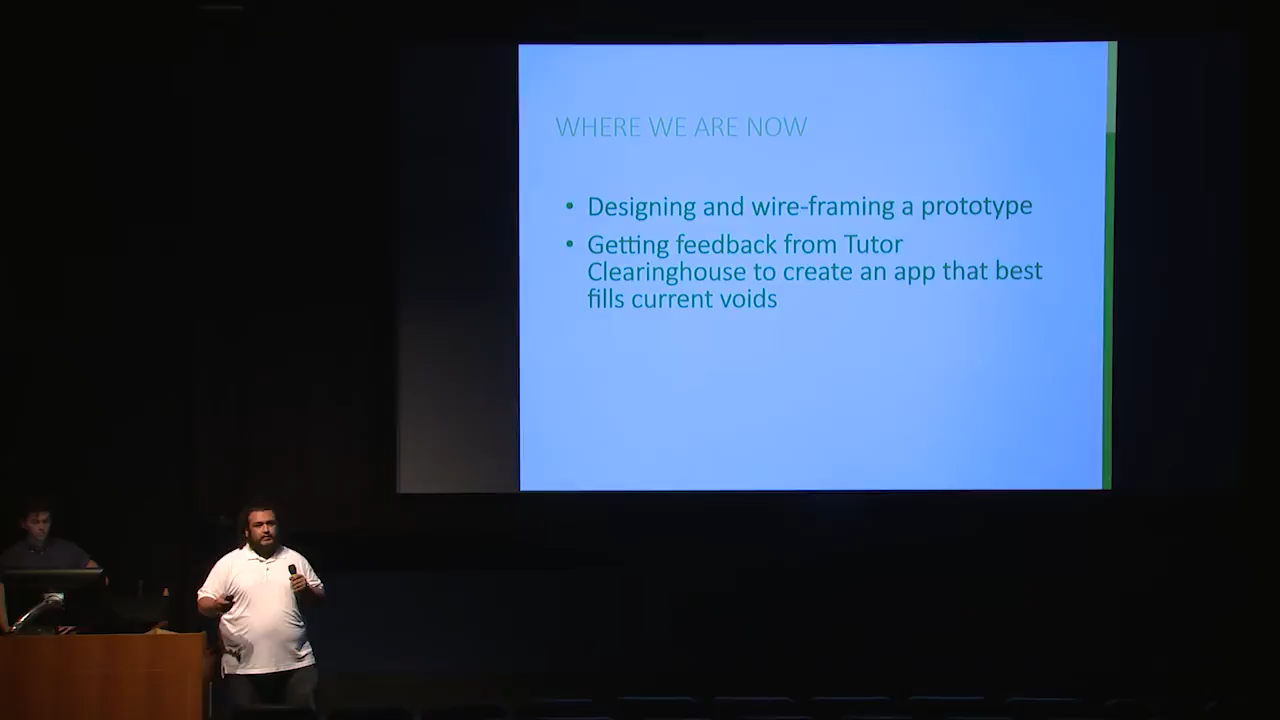 WHERE WE ARE NOW
• Designing and wire-framing a prototype
• Getting feedback from Tutor
Clearinghouse to create an app that best
fills current voids